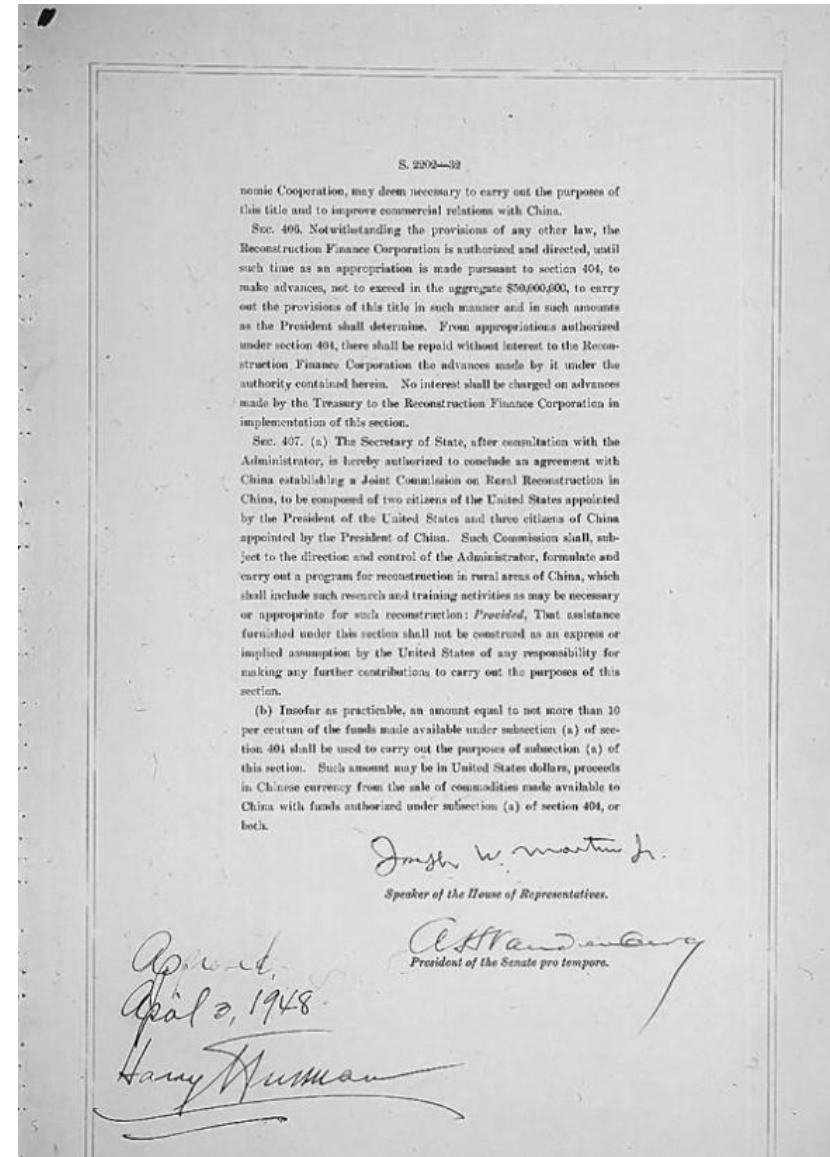 S. 2202—32
nomic Cooperation, may deem necessary to carry out the purposes of
this title and to improve commercial relations with China.
Sec. 406. Notwithstanding the provisions of any other law, the
Reconstruction Finance Corporation is authorized and directed, until
such time as an appropriation is made pursuant to section 404, to
make advances, not to exceed in the aggregate $50,000,000, to carry
out the provisions of this title in such manner and in such amounts
as the President shall determine. From appropriations authorized
under section 404, there shall be repaid without interest to the Recon-
struction Finance Corporation the advances made by it under the
authority contained herein. No interest shall be charged on advances
made by the Treasury to the Reconstruction Finance Corporation in
implementation of this section.
Sec. 407. (a) The Secretary of State, after consultation with the
Administrator, is hereby authorized to conclude an agreement with
China establishing a Joint Commission on Rural Reconstruction in
China, to be composed of two citizens of the United States appointed
by the President of the United States and three citizens of China
appointed by the President of China. Such Commission shall, sub-
ject to the direction and control of the Administrator, formulate and
carry out a program for reconstruction in rural areas of China, which
shall include such research and training activities as may be necessary
or appropriate for such reconstruction: Provided, That assistance
furnished under this section shall not be construed as an express or
implied assumption by the United States of any responsibility for
making any further contributions to carry out the purposes of this
section.
(b) Insofar as practicable, an amount equal to not more than 10
per centum of the funds made available under subsection (a) of sec-
tion 404 shall be used to carry out the purposes of subsection (a) of
this section. Such amount may be in United States dollars, proceeds
in Chinese currency from the sale of commodities made available to
China with funds authorized under subsection (a) of section 404, or
both.
Joseph W. Martin Jr.
Speaker of the House of Representatives.
A H Vandenberg
President of the Senate pro tempore.
Approved,
April 3, 1948
Harry Truman